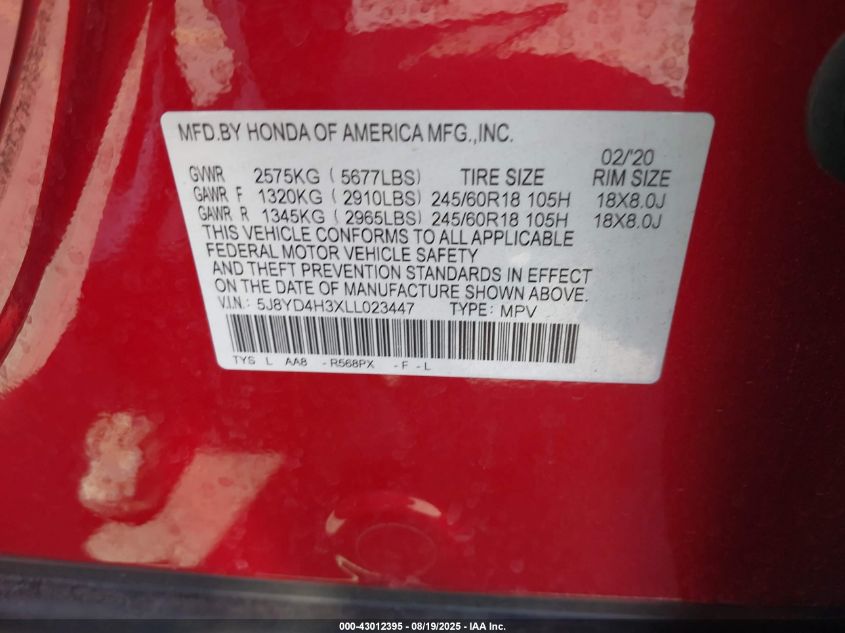 MFD.BY HONDA OF AMERICA MFG.,INC.
02/'20
GVWR 2575KG ( 5677LBS) TIRE SIZE RIM SIZE
GAWR F 1320KG ( 2910LBS) 245/60R18 105H 18X8.0J
GAWR R 1345KG ( 2965LBS) 245/60R18 105H 18X8.0J
THIS VEHICLE CONFORMS TO ALL APPLICABLE
FEDERAL MOTOR VEHICLE SAFETY
AND THEFT PREVENTION STANDARDS IN EFFECT
ON THE DATE OF MANUFACTURE SHOWN ABOVE.
V.I.N.: 5J8YD4H3XLL023447 TYPE: MPV
TYS L AA8 - R568PX - F - L
000-43012395 - 08/19/2025 - IAA Inc.